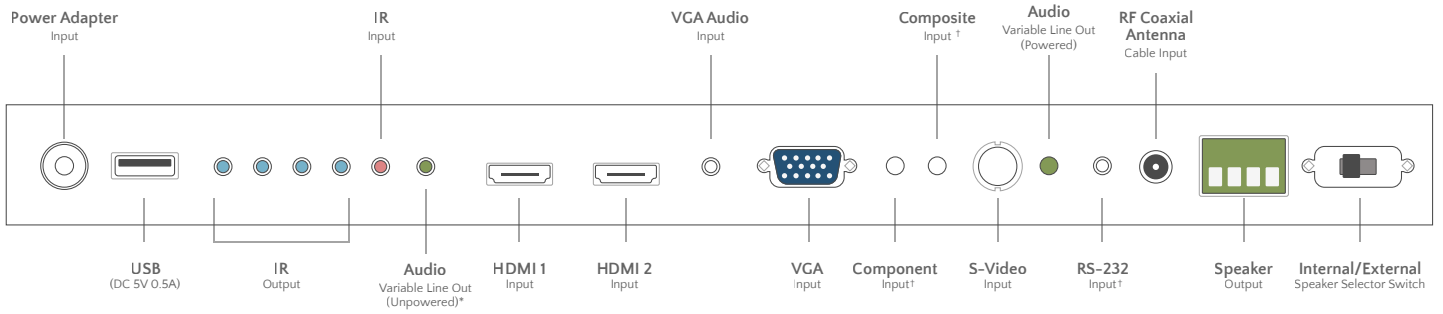 Power Adapter
Input
IR
Input
VGA Audio
Input
Composite
Input †
Audio
Variable Line Out
(Powered)
RF Coaxial
Antenna
Cable Input
USB
(DC 5V 0.5A)
IR
Output
Audio
Variable Line Out
(Unpowered)*
HDMI 1
Input
HDMI 2
Input
VGA
Input
Component
Input†
S-Video
Input
RS-232
Input†
Speaker
Output
Internal/External
Speaker Selector Switch